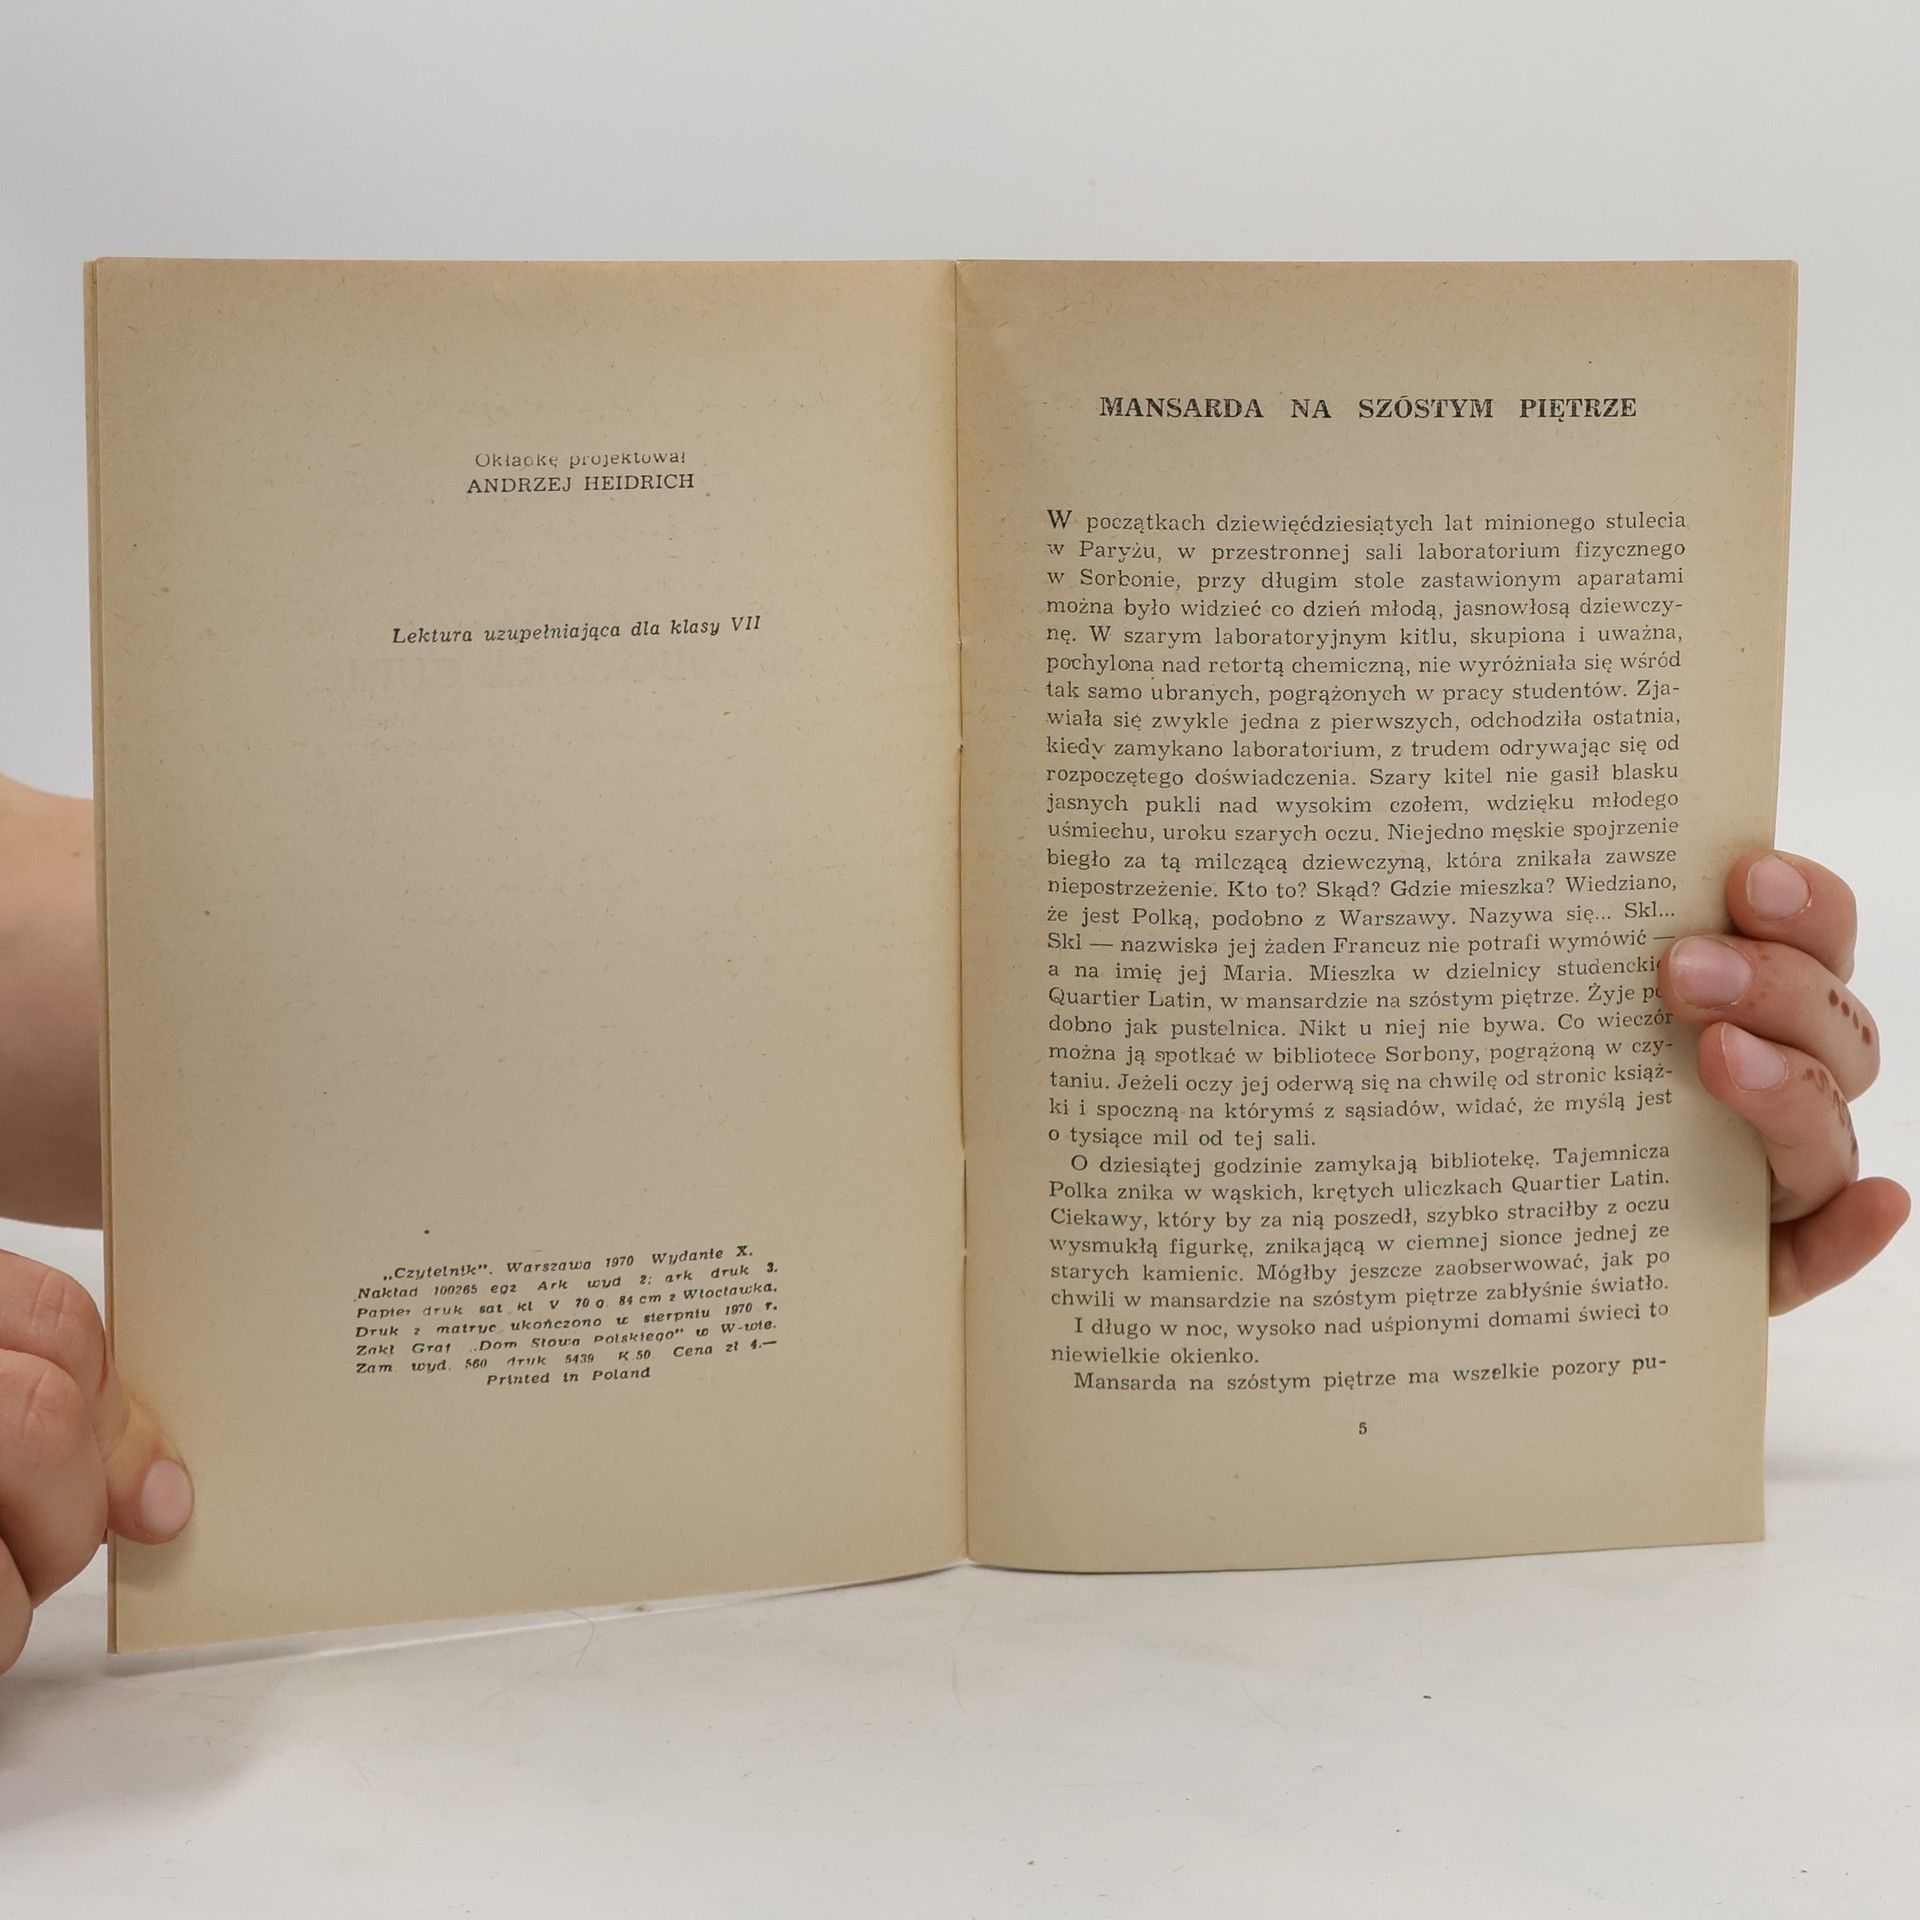 Okładkę projektował
ANDRZEJ HEIDRICH
Lektura uzupełniająca dla klasy VII
„Czytelnik”. Warszawa 1970 Wydanie X.
Nakład 100265 egz Ark wyd 2; ark druk 3.
Papier druk sat kl V 70 g. 84 cm z Włocławka.
Druk z matryc ukończono w sierpniu 1970 r.
Zakł Graf „Dom Słowa Polskiego” w W-wie.
Zam wyd. 560 druk 5439 K 50 Cena zł 4.—
Printed in Poland
MANSARDA NA SZÓSTYM PIĘTRZE
W początkach dziewięćdziesiątych lat minionego stulecia
w Paryżu, w przestronnej sali laboratorium fizycznego
w Sorbonie, przy długim stole zastawionym aparatami
można było widzieć co dzień młodą, jasnowłosą dziewczy-
nę. W szarym laboratoryjnym kitlu, skupiona i uważna,
pochylona nad retortą chemiczną, nie wyróżniała się wśród
tak samo ubranych, pogrążonych w pracy studentów. Zja-
wiała się zwykle jedna z pierwszych, odchodziła ostatnia,
kiedy zamykano laboratorium, z trudem odrywając się od
rozpoczętego doświadczenia. Szary kitel nie gasił blasku
jasnych pukli nad wysokim czołem, wdzięku młodego
uśmiechu, uroku szarych oczu. Niejedno męskie spojrzenie
biegło za tą milczącą dziewczyną, która znikała zawsze
niepostrzeżenie. Kto to? Skąd? Gdzie mieszka? Wiedziano,
że jest Polką, podobno z Warszawy. Nazywa się... Skl...
Skl — nazwiska jej żaden Francuz nie potrafi wymówić —
a na imię jej Maria. Mieszka w dzielnicy studencki
Quartier Latin, w mansardzie na szóstym piętrze. Żyje po
dobno jak pustelnica. Nikt u niej nie bywa. Co wieczór
można ją spotkać w bibliotece Sorbony, pogrążoną w czy-
taniu. Jeżeli oczy jej oderwą się na chwilę od stronic książ-
ki i spoczną na którymś z sąsiadów, widać, że myślą jest
o tysiące mil od tej sali.
O dziesiątej godzinie zamykają bibliotekę. Tajemnicza
Polka znika w wąskich, krętych uliczkach Quartier Latin.
Ciekawy, który by za nią poszedł, szybko straciłby z oczu
wysmukłą figurkę, znikającą w ciemnej sionce jednej ze
starych kamienic. Mógłby jeszcze zaobserwować, jak po
chwili w mansardzie na szóstym piętrze zabłyśnie światło.
I długo w noc, wysoko nad uśpionymi domami świeci to
niewielkie okienko.
Mansarda na szóstym piętrze ma wszelkie pozory pu-
5